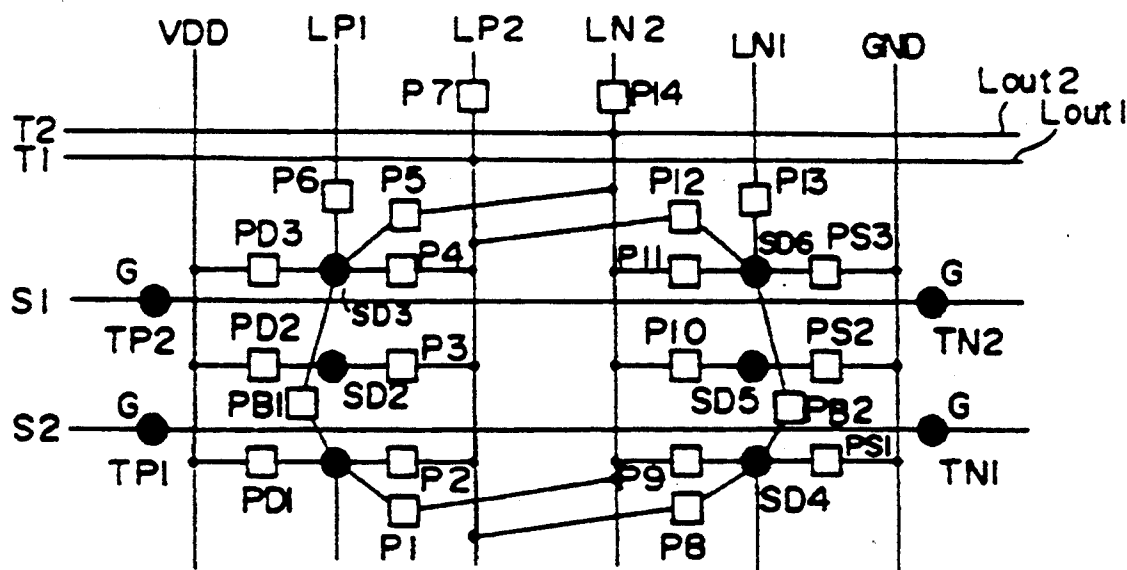 VDD LP1 LP2 LN2 LN1 GND
Lout2
P7 P14 Lout1
T2
T1
P6 P5 P12 P13
PD3 P4 P11 SD6 PS3
G G
S1 SD3
TP2 PD2 P3 P10 PS2 TN2
PB1 SD2 SD5 PB2
G G
S2
TP1 PD1 P2 P9 PS1 TN1
SD4
P1 P8